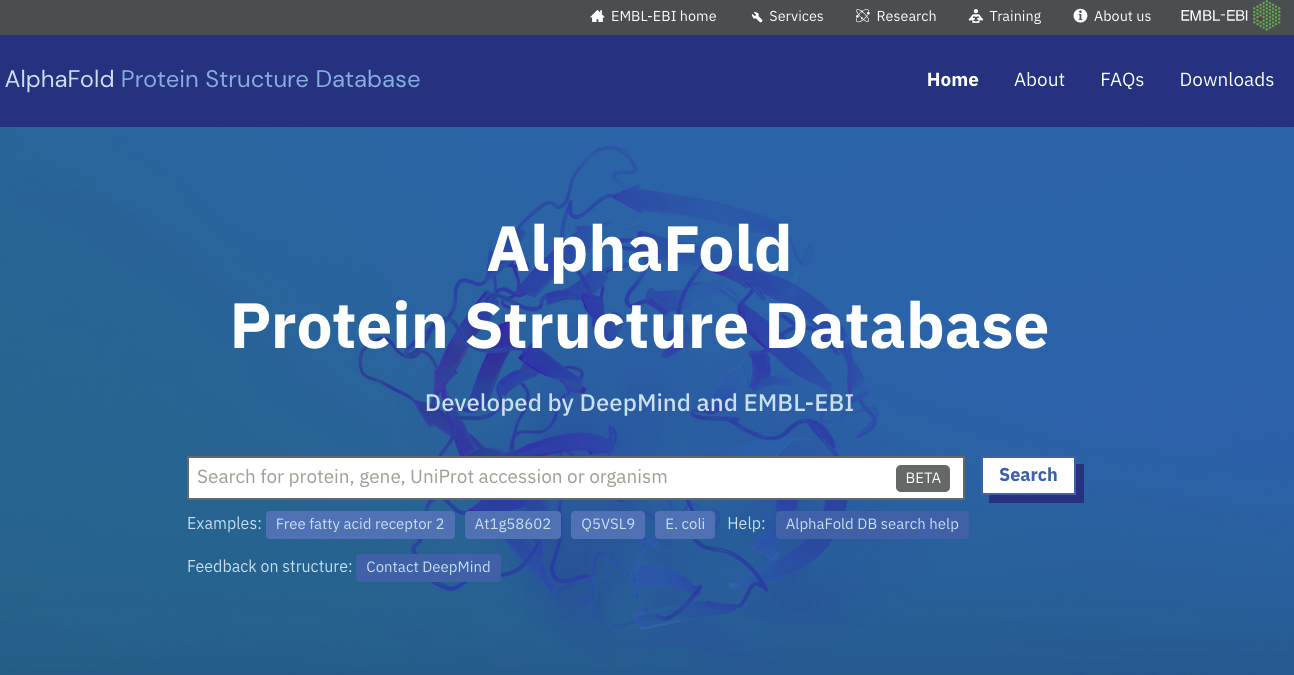 EMBL-EBI home Services Research Training About us EMBL-EBI
AlphaFold Protein Structure Database Home About FAQs Downloads
AlphaFold
Protein Structure Database
Developed by DeepMind and EMBL-EBI
Search for protein, gene, UniProt accession or organism BETA Search
Examples: Free fatty acid receptor 2 At1g58602 Q5VSL9 E. coli Help: AlphaFold DB search help
Feedback on structure: Contact DeepMind